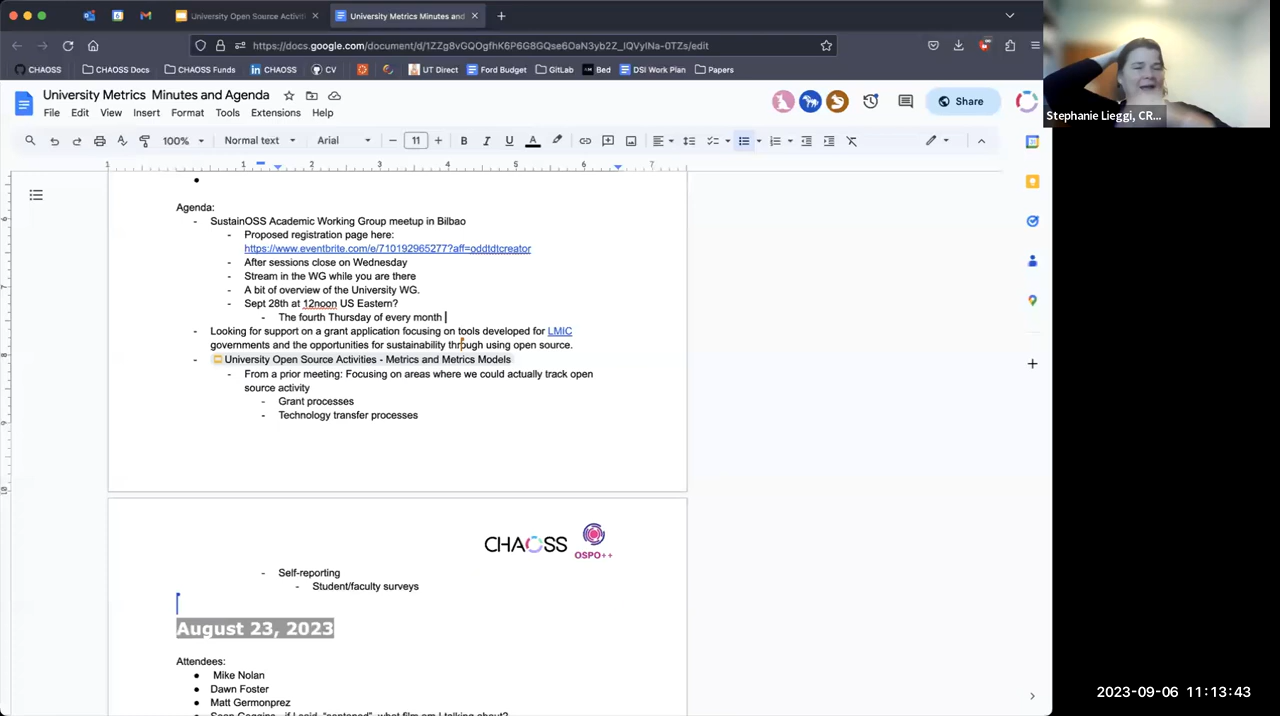 University Open Source Activiti
University Metrics Minutes and
https://docs.google.com/document/d/1ZZg8vGQOgfhK6P6G8GQse6OaN3yb2Z_IQVylNa-0TZs/edit
CHAOSS
CHAOSS Docs
CHAOSS Funds
CHAOSS
CV
UT Direct
Ford Budget
GitLab
Bed
DSI Work Plan
Papers
University Metrics Minutes and Agenda
File Edit View Insert Format Tools Extensions Help
Share
100% Normal text Arial 11
Agenda:
- SustainOSS Academic Working Group meetup in Bilbao
- Proposed registration page here:
https://www.eventbrite.com/e/710192965277?aff=oddtdtcreator
- After sessions close on Wednesday
- Stream in the WG while you are there
- A bit of overview of the University WG.
- Sept 28th at 12noon US Eastern?
- The fourth Thursday of every month
- Looking for support on a grant application focusing on tools developed for LMIC
governments and the opportunities for sustainability through using open source.
- University Open Source Activities - Metrics and Metrics Models
- From a prior meeting: Focusing on areas where we could actually track open
source activity
- Grant processes
- Technology transfer processes
CHAOSS
OSPO++
- Self-reporting
- Student/faculty surveys
August 23, 2023
Attendees:
● Mike Nolan
● Dawn Foster
● Matt Germonprez
Stephanie Lieggi, CR...
2023-09-06 11:13:43